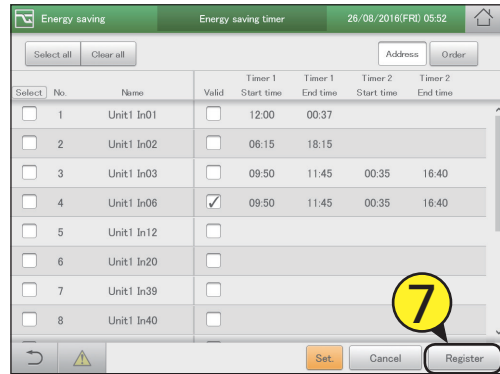 Energy saving Energy saving timer 26/08/2016(FRI) 05:52
Select all Clear all Address Order
Timer 1 Timer 1 Timer 2 Timer 2
Select No. Name Valid Start time End time Start time End time
1 Unit1 In01 12:00 00:37
2 Unit1 In02 06:15 18:15
3 Unit1 In03 09:50 11:45 00:35 16:40
4 Unit1 In06 09:50 11:45 00:35 16:40
5 Unit1 In12
6 Unit1 In20
7 Unit1 In39
8 Unit1 In40
7
Set. Cancel Register